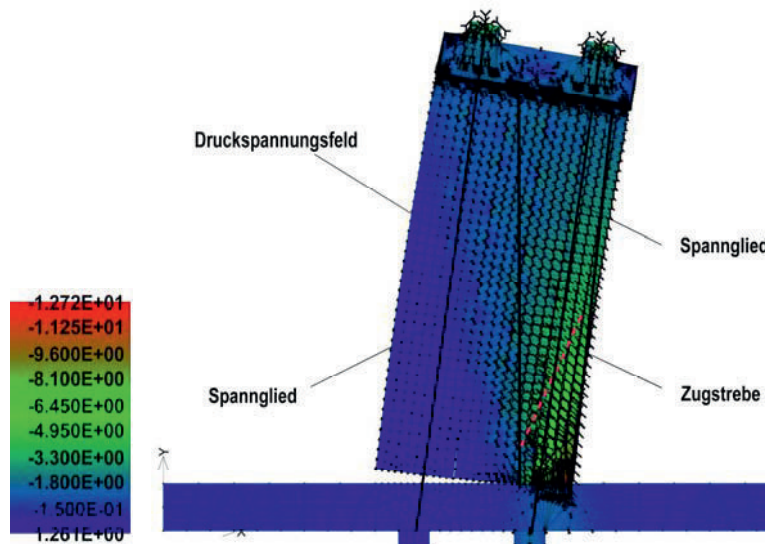 Druckspannungsfeld
Spannglied
Spannglied
Zugstrebe
-1.272E+01
-1.125E+01
-9.600E+00
-8.100E+00
-6.450E+00
-4.950E+00
-3.300E+00
-1.800E+00
-1.500E-01
1.261E+00
Y
X